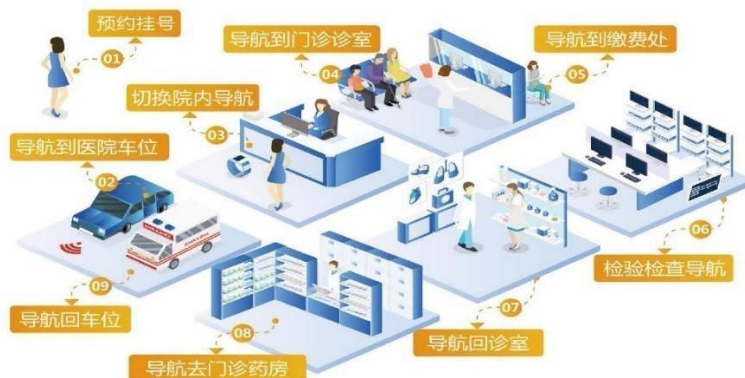 预约挂号
01
导航到医院车位
02
切换院内导航
03
导航到门诊诊室
04
导航到缴费处
05
06
检验检查导航
07
导航回诊室
08
导航去门诊药房
09
导航回车位